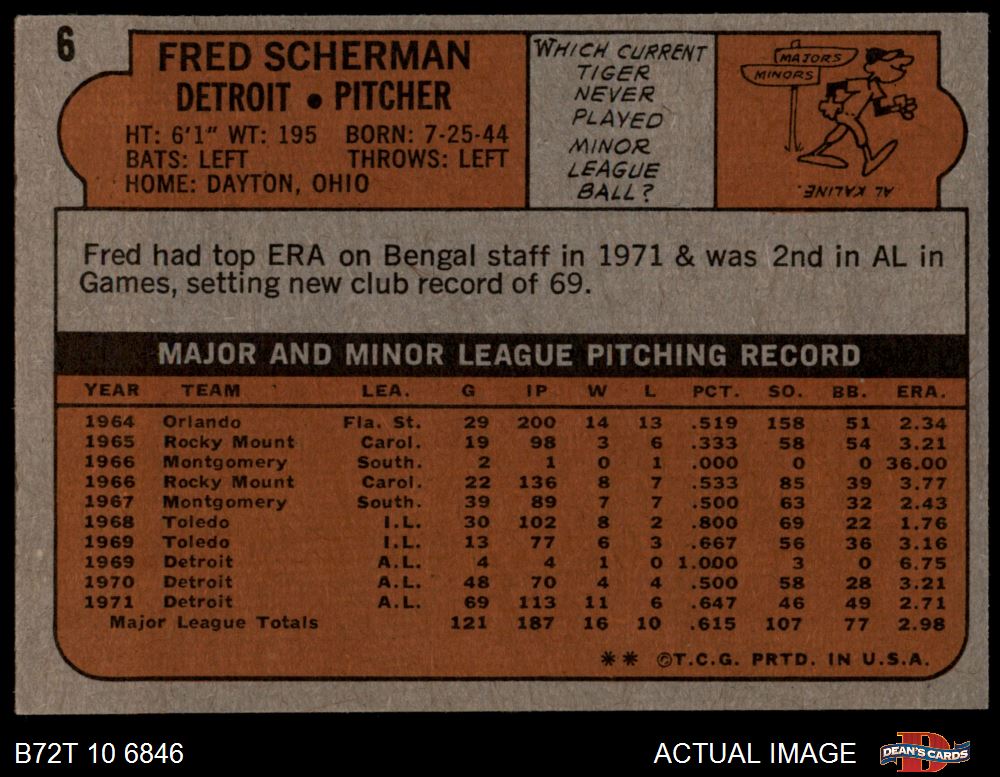 6
FRED SCHERMAN
DETROIT • PITCHER
HT: 6'1" WT: 195 BORN: 7-25-44
BATS: LEFT THROWS: LEFT
HOME: DAYTON, OHIO
WHICH CURRENT
TIGER
NEVER
PLAYED
MINOR
LEAGUE
BALL?
MAJORS
MINORS
AL KALINE.
Fred had top ERA on Bengal staff in 1971 & was 2nd in AL in
Games, setting new club record of 69.
MAJOR AND MINOR LEAGUE PITCHING RECORD
YEAR TEAM LEA. G IP W L PCT. SO. BB. ERA.
1964 Orlando Fla. St. 29 200 14 13 .519 158 51 2.34
1965 Rocky Mount Carol. 19 98 3 6 .333 58 54 3.21
1966 Montgomery South. 2 1 0 1 .000 0 0 36.00
1966 Rocky Mount Carol. 22 136 8 7 .533 85 39 3.77
1967 Montgomery South. 39 89 7 7 .500 63 32 2.43
1968 Toledo I.L. 30 102 8 2 .800 69 22 1.76
1969 Toledo I.L. 13 77 6 3 .667 56 36 3.16
1969 Detroit A.L. 4 4 1 0 1.000 3 0 6.75
1970 Detroit A.L. 48 70 4 4 .500 58 28 3.21
1971 Detroit A.L. 69 113 11 6 .647 46 49 2.71
Major League Totals 121 187 16 10 .615 107 77 2.98
** ©T.C.G. PRTD. IN U.S.A.
B72T 10 6846 ACTUAL IMAGE
D
DEAN'S CARDS